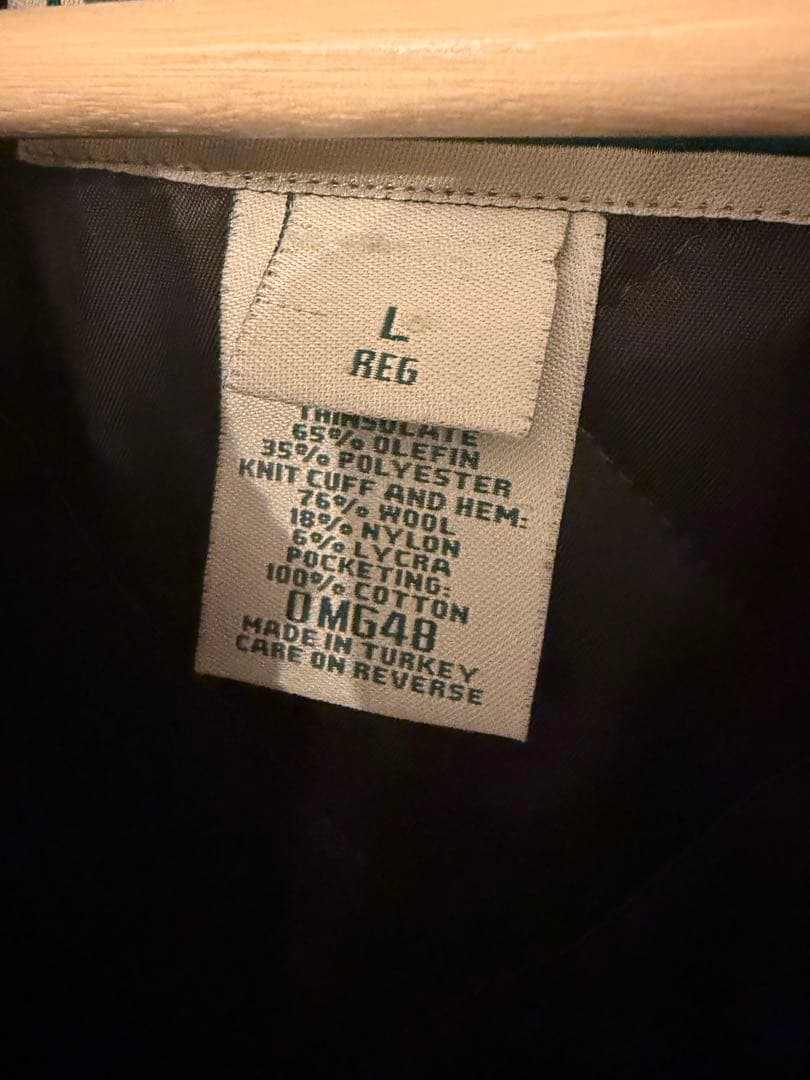 L
REG
THINSULATE
65% OLEFIN
35% POLYESTER
KNIT CUFF AND HEM:
76% WOOL
18% NYLON
6% LYCRA
POCKETING:
100% COTTON
0MG48
MADE IN TURKEY
CARE ON REVERSE